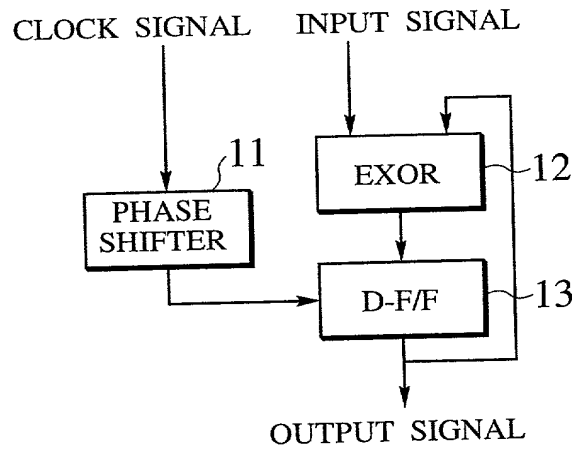 CLOCK SIGNAL
INPUT SIGNAL
11
PHASE
SHIFTER
EXOR
12
D-F/F
13
OUTPUT SIGNAL